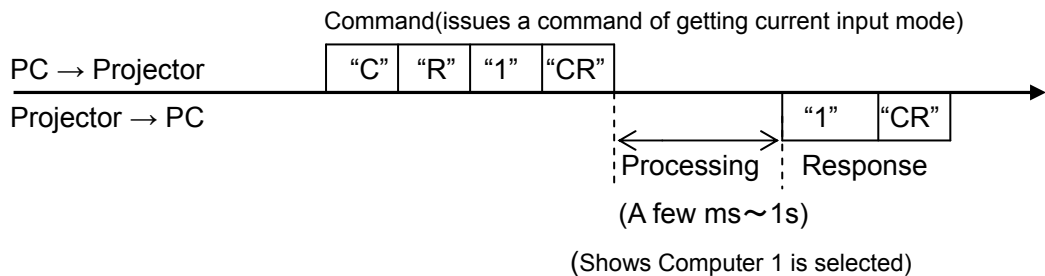 Command(issues a command of getting current input mode)
PC → Projector
“C” “R” “1” “CR”
Projector → PC
“1” “CR”
Processing Response
(A few ms～1s)
(Shows Computer 1 is selected)